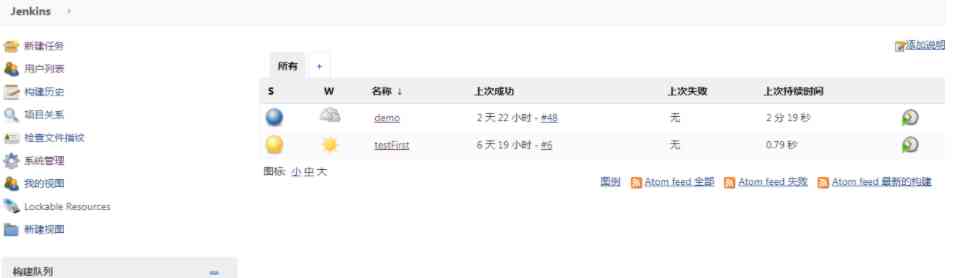 Jenkins
新建任务
用户列表
构建历史
项目关系
检查文件指纹
系统管理
我的视图
Lockable Resources
新建视图
构建队列
添加说明
所有 +
S W 名称 ↓ 上次成功 上次失败 上次持续时间
demo 2 天 22 小时 - #48 无 2 分 19 秒
testFirst 6 天 19 小时 - #6 无 0.79 秒
图标: 小 中 大
图例 Atom feed 全部 Atom feed 失败 Atom feed 最新的构建